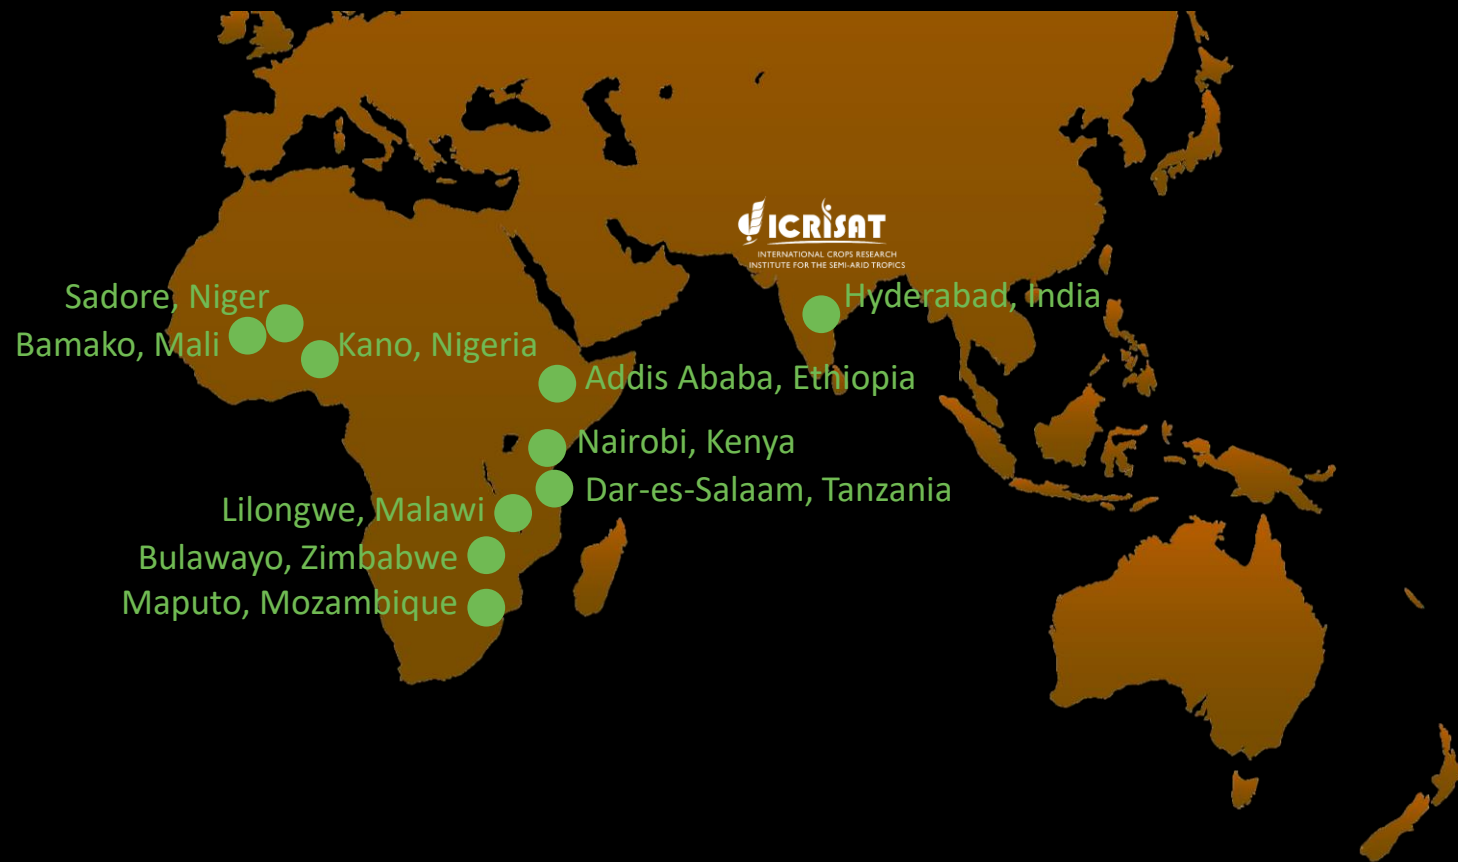 ICRISAT
INTERNATIONAL CROPS RESEARCH
INSTITUTE FOR THE SEMI-ARID TROPICS
Sadore, Niger
Hyderabad, India
Bamako, Mali
Kano, Nigeria
Addis Ababa, Ethiopia
Nairobi, Kenya
Dar-es-Salaam, Tanzania
Lilongwe, Malawi
Bulawayo, Zimbabwe
Maputo, Mozambique